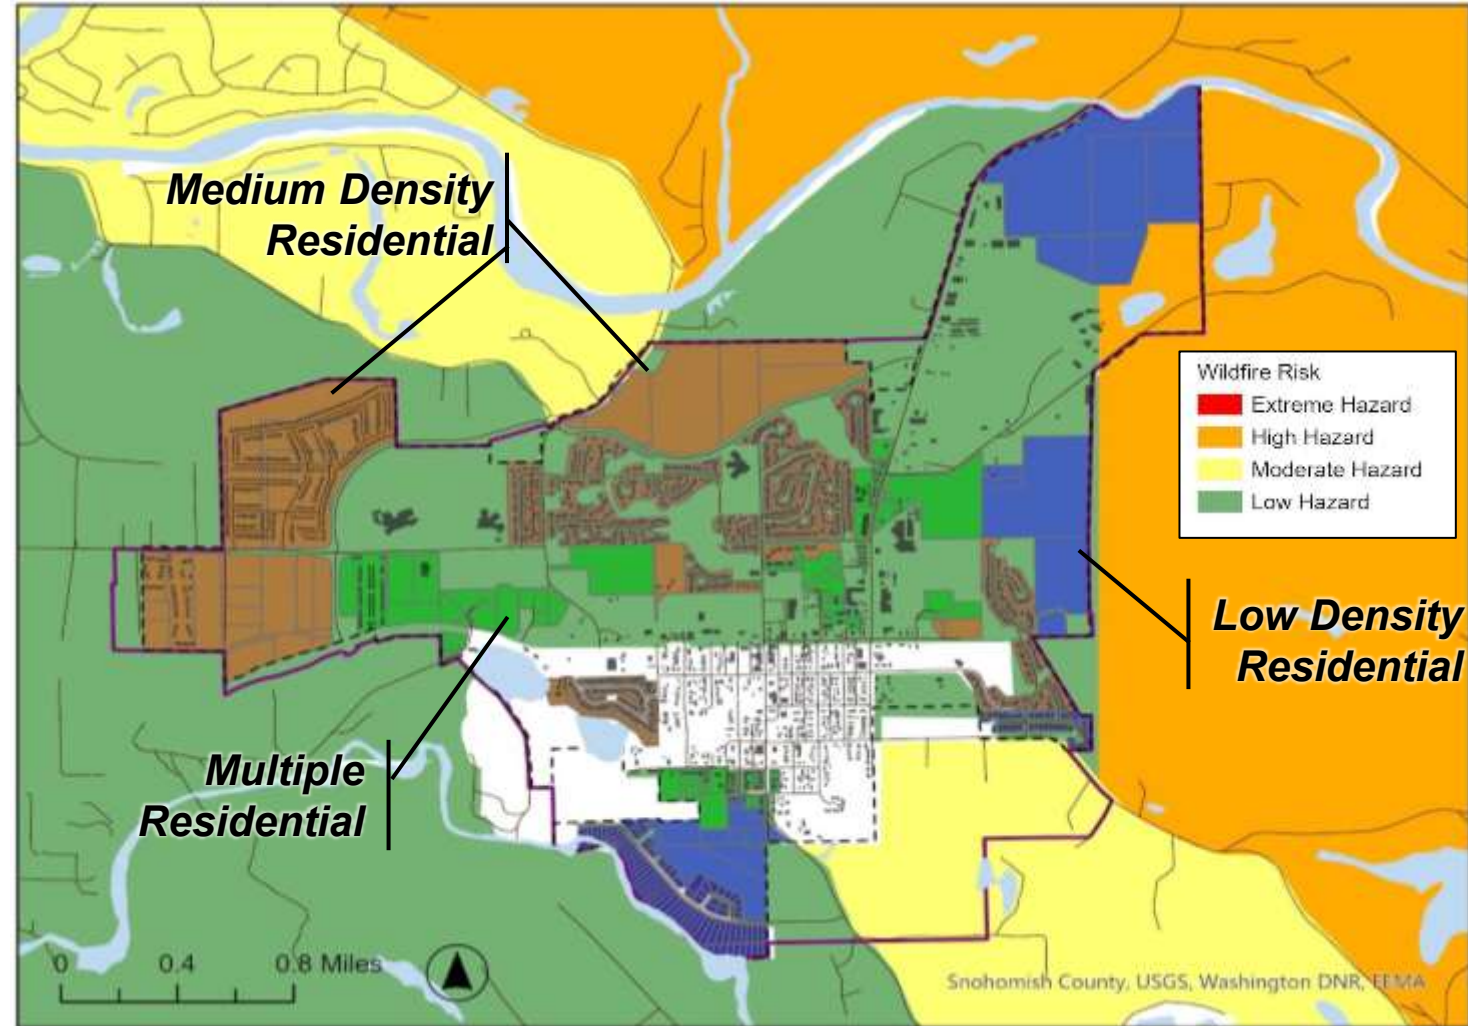 Medium Density
Residential
Wildfire Risk
Extreme Hazard
High Hazard
Moderate Hazard
Low Hazard
Low Density
Residential
Multiple
Residential
0 0.4 0.8 Miles
Snohomish County, USGS, Washington DNR, FEMA